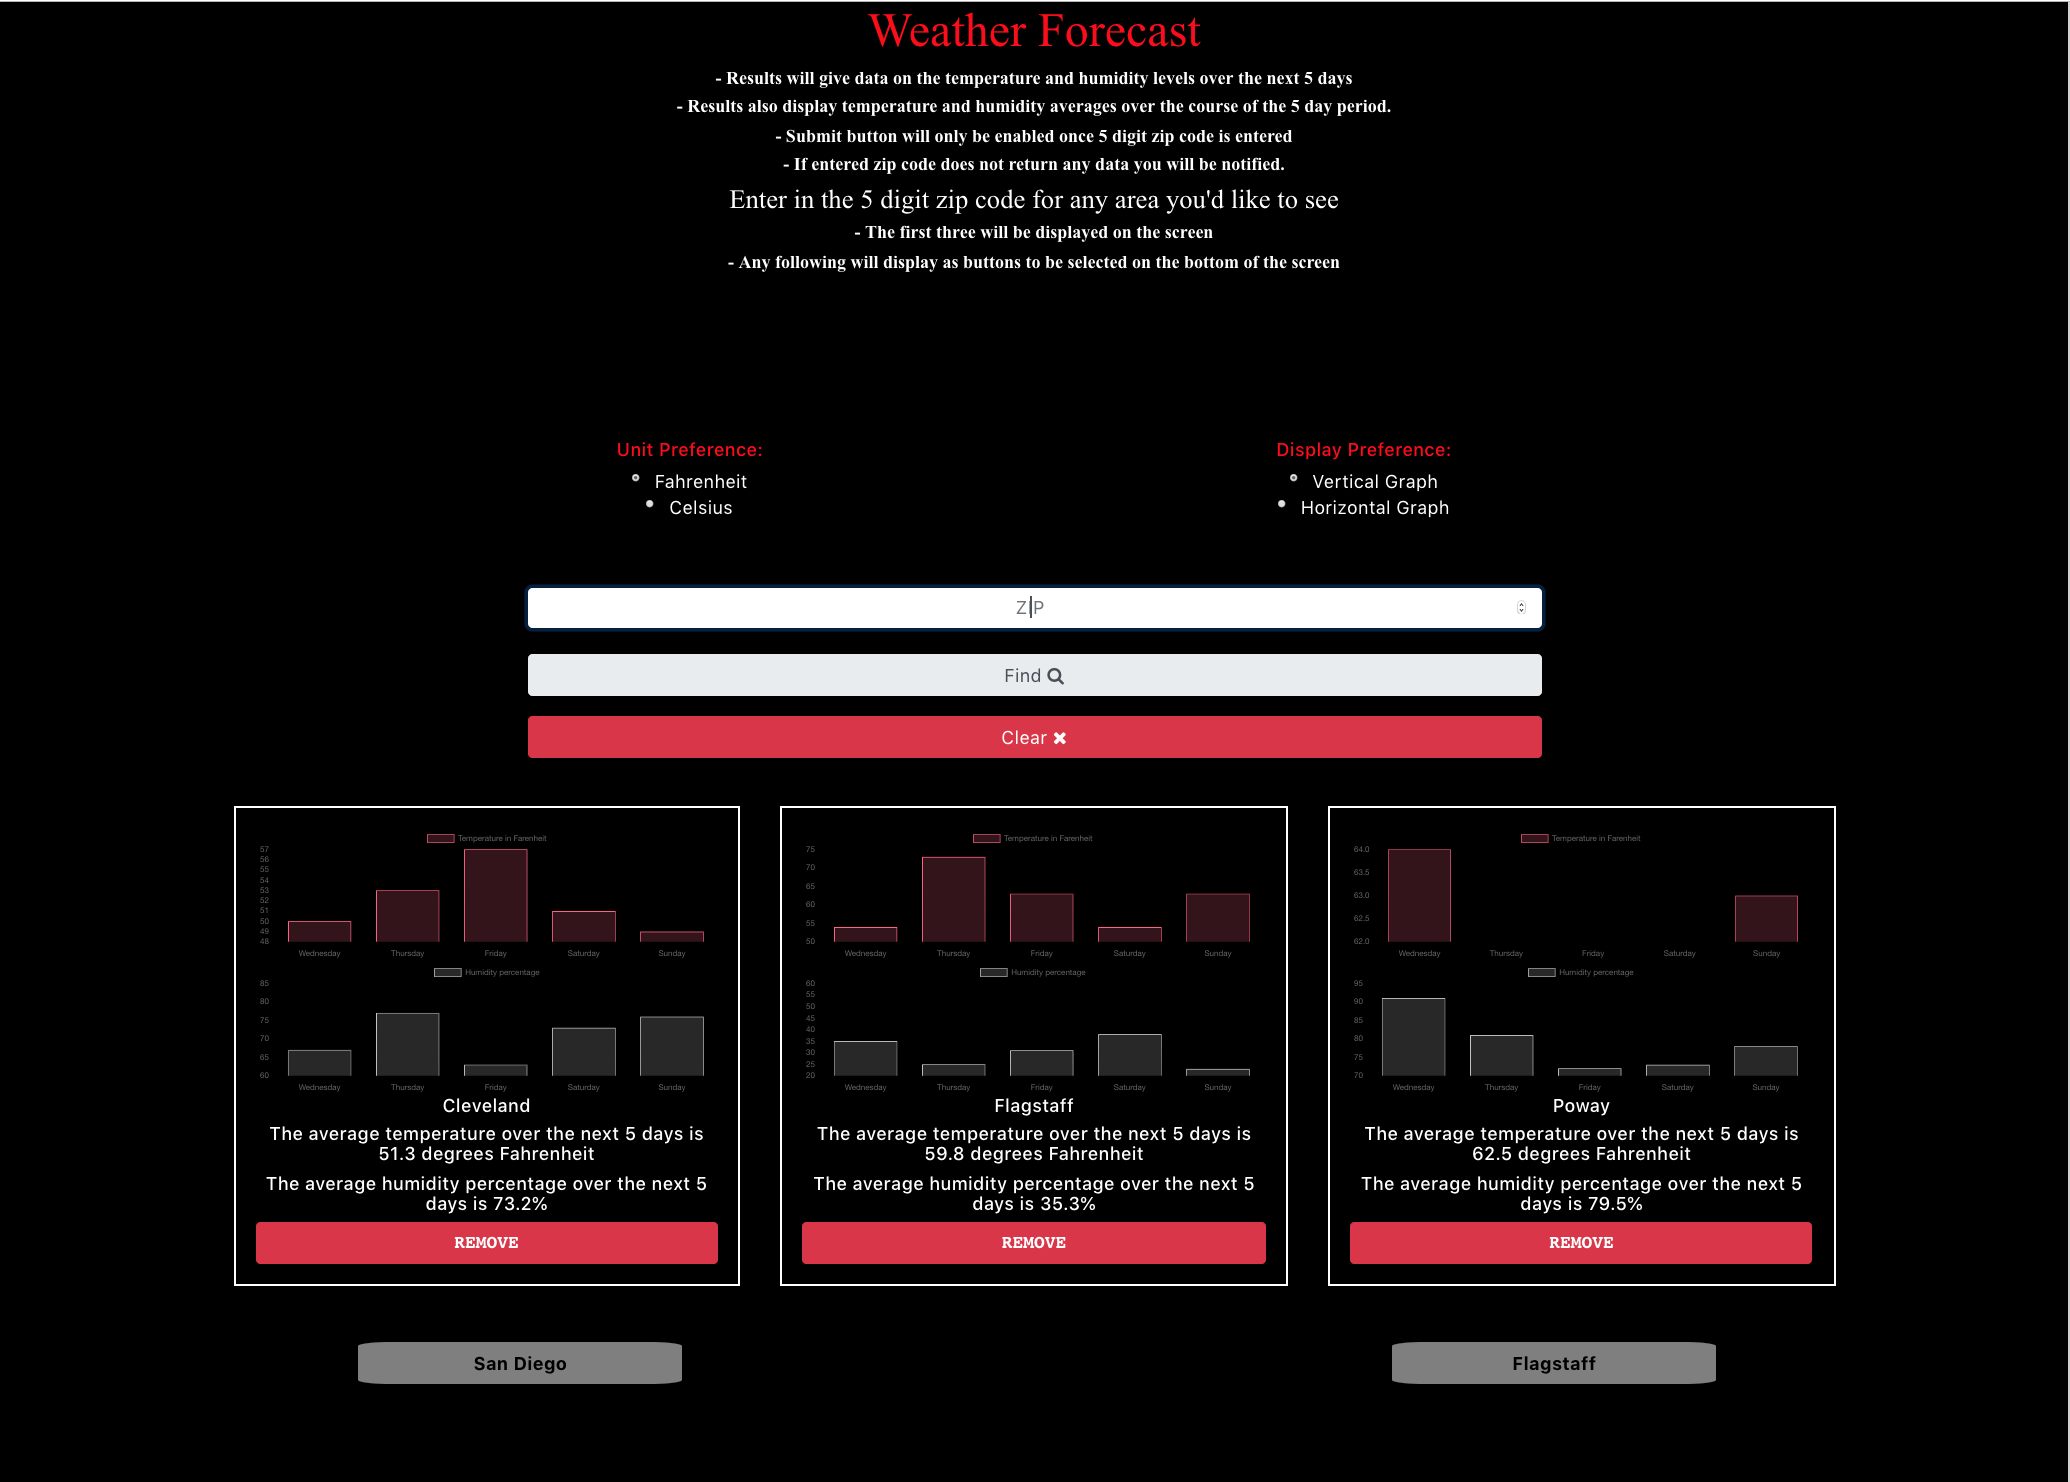 Weather Forecast
- Results will give data on the temperature and humidity levels over the next 5 days
- Results also display temperature and humidity averages over the course of the 5 day period.
- Submit button will only be enabled once 5 digit zip code is entered
- If entered zip code does not return any data you will be notified.
Enter in the 5 digit zip code for any area you'd like to see
- The first three will be displayed on the screen
- Any following will display as buttons to be selected on the bottom of the screen
Unit Preference:
Fahrenheit
Celsius
Display Preference:
Vertical Graph
Horizontal Graph
ZIP
Find
Clear
Temperature in Farenheit
57
56
55
54
53
52
51
50
49
48
Wednesday Thursday Friday Saturday Sunday
Humidity percentage
85
80
75
70
65
60
Wednesday Thursday Friday Saturday Sunday
Cleveland
The average temperature over the next 5 days is
51.3 degrees Fahrenheit
The average humidity percentage over the next 5
days is 73.2%
REMOVE
Temperature in Farenheit
75
70
65
60
55
50
Wednesday Thursday Friday Saturday Sunday
Humidity percentage
60
55
50
45
40
35
30
25
20
Wednesday Thursday Friday Saturday Sunday
Flagstaff
The average temperature over the next 5 days is
59.8 degrees Fahrenheit
The average humidity percentage over the next 5
days is 35.3%
REMOVE
Temperature in Farenheit
64.0
63.5
63.0
62.5
62.0
Wednesday Thursday Friday Saturday Sunday
Humidity percentage
95
90
85
80
75
70
Wednesday Thursday Friday Saturday Sunday
Poway
The average temperature over the next 5 days is
62.5 degrees Fahrenheit
The average humidity percentage over the next 5
days is 79.5%
REMOVE
San Diego
Flagstaff